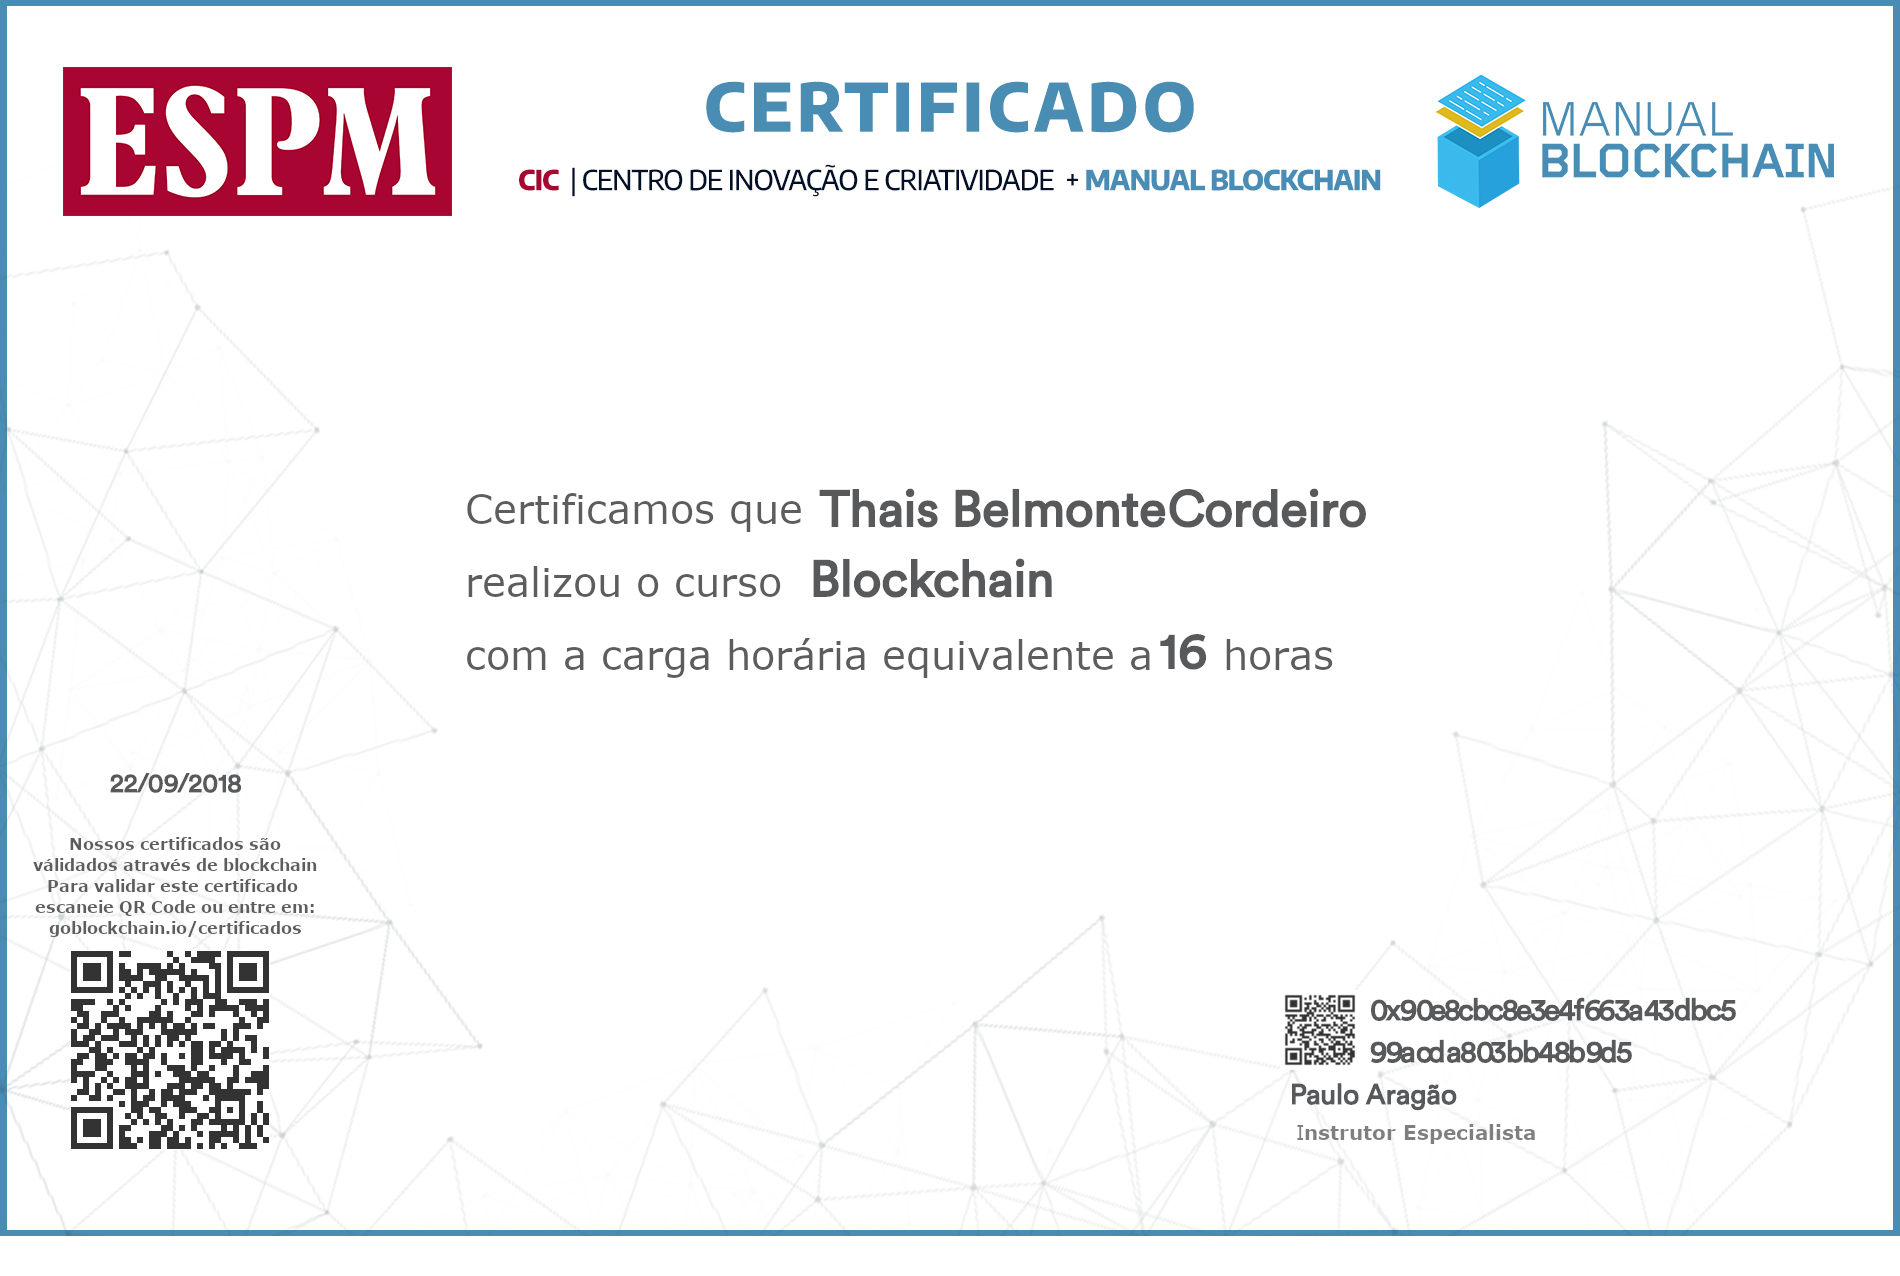 ESPM
CERTIFICADO
CIC | CENTRO DE INOVAÇÃO E CRIATIVIDADE + MANUAL BLOCKCHAIN
MANUAL
BLOCKCHAIN
Certificamos que Thais BelmonteCordeiro
realizou o curso Blockchain
com a carga horária equivalente a 16 horas
22/09/2018
Nossos certificados são
válidados através de blockchain
Para validar este certificado
escaneie QR Code ou entre em:
goblockchain.io/certificados
0x90e8cbc8e3e4f663a43dbc5
99acda803bb48b9d5
Paulo Aragão
Instrutor Especialista